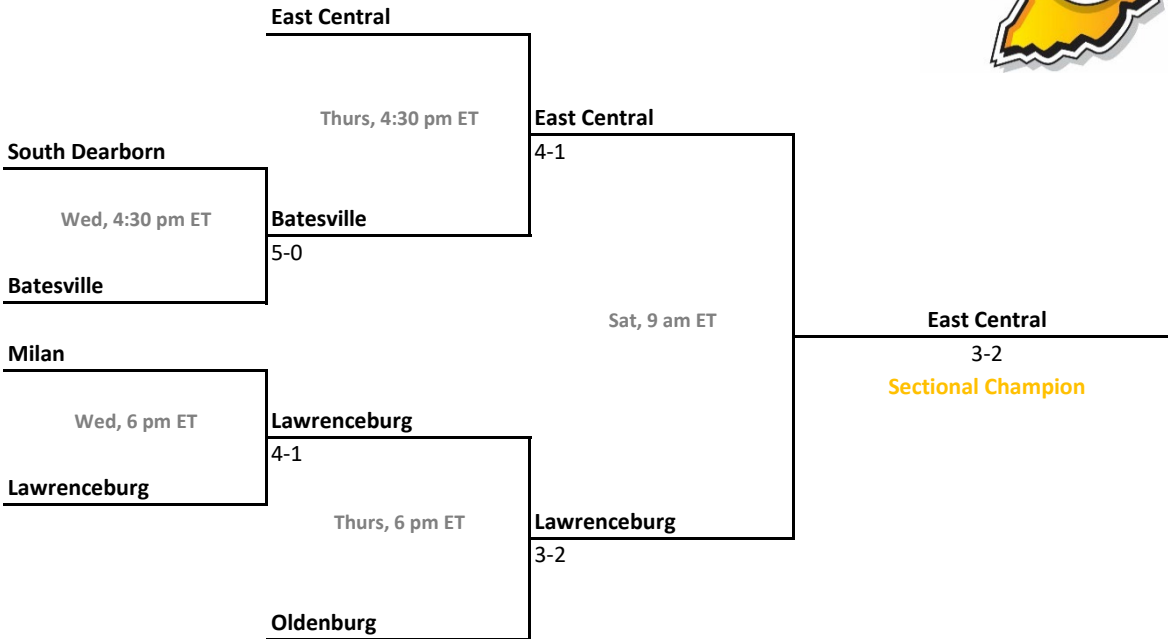 East Central
Thurs, 4:30 pm ET
East Central
South Dearborn
4-1
Wed, 4:30 pm ET
Batesville
5-0
Batesville
Sat, 9 am ET
East Central
Milan
3-2
Sectional Champion
Wed, 6 pm ET
Lawrenceburg
4-1
Lawrenceburg
Thurs, 6 pm ET
Lawrenceburg
3-2
Oldenburg